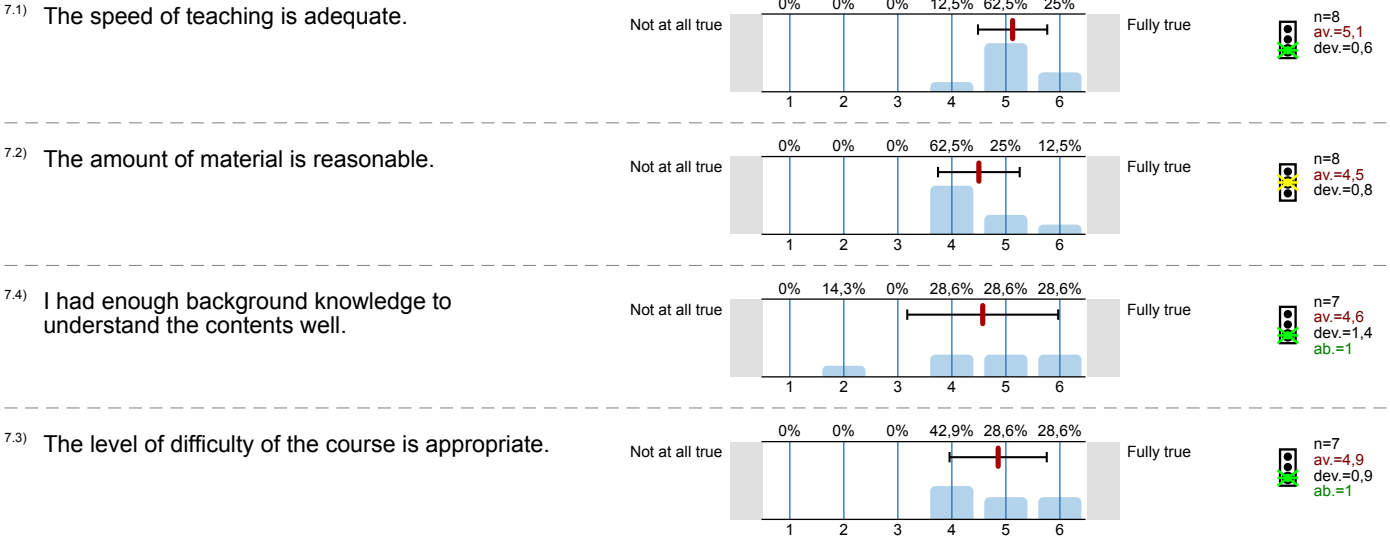 7.1) The speed of teaching is adequate.
Not at all true
0% 0% 0% 12,5% 62,5% 25%
1 2 3 4 5 6
Fully true
n=8
av.=5,1
dev.=0,6
7.2) The amount of material is reasonable.
Not at all true
0% 0% 0% 62,5% 25% 12,5%
1 2 3 4 5 6
Fully true
n=8
av.=4,5
dev.=0,8
7.4) I had enough background knowledge to
understand the contents well.
Not at all true
0% 14,3% 0% 28,6% 28,6% 28,6%
1 2 3 4 5 6
Fully true
n=7
av.=4,6
dev.=1,4
ab.=1
7.3) The level of difficulty of the course is appropriate.
Not at all true
0% 0% 0% 42,9% 28,6% 28,6%
1 2 3 4 5 6
Fully true
n=7
av.=4,9
dev.=0,9
ab.=1